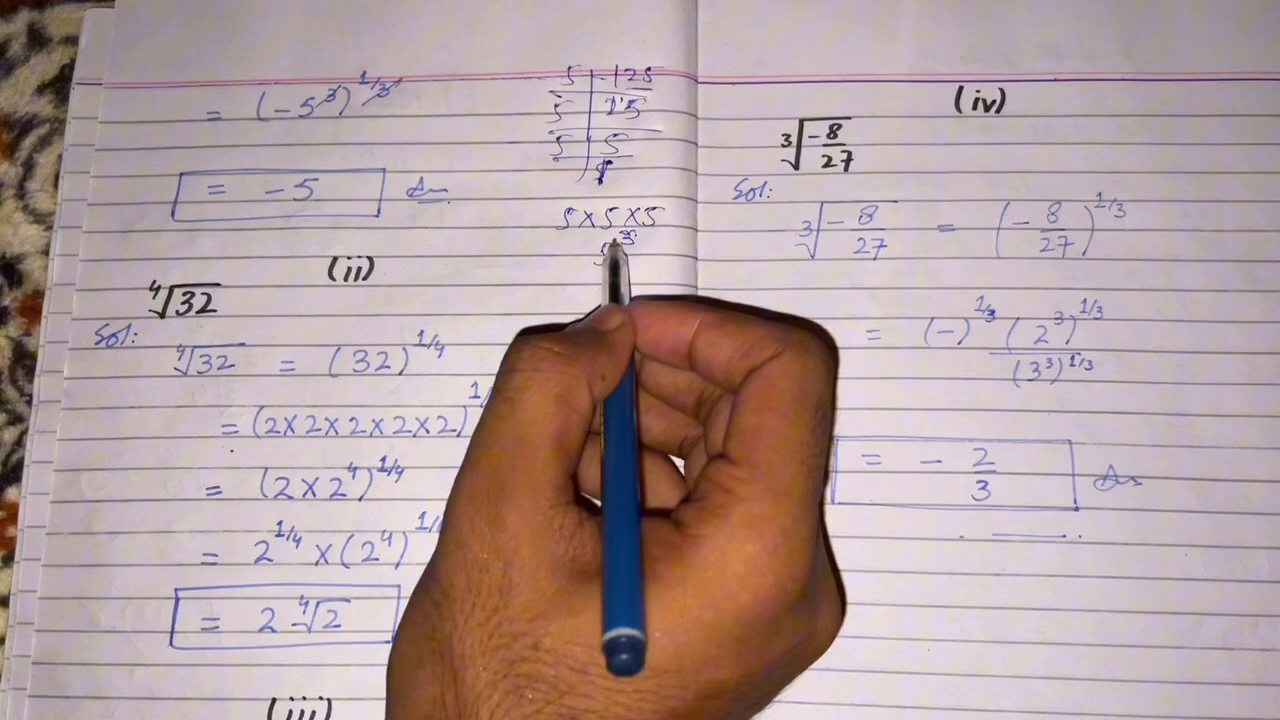 = (-5³)^1/3
= -5 Ans
5 | -125
5 | 25
5 | 5
1
5×5×5
5³
(ii)
⁴√32
Sol:
⁴√32 = (32)^1/4
= (2×2×2×2×2)
= (2×2⁴)^1/4
= 2^1/4 × (2⁴)
= 2 ⁴√2
(iii)
(iv)
³√(-8/27)
Sol:
³√(-8/27) = (-8/27)^1/3
= (-)^1/3 (2³)^1/3
(3³)^1/3
= - 2/3 Ans